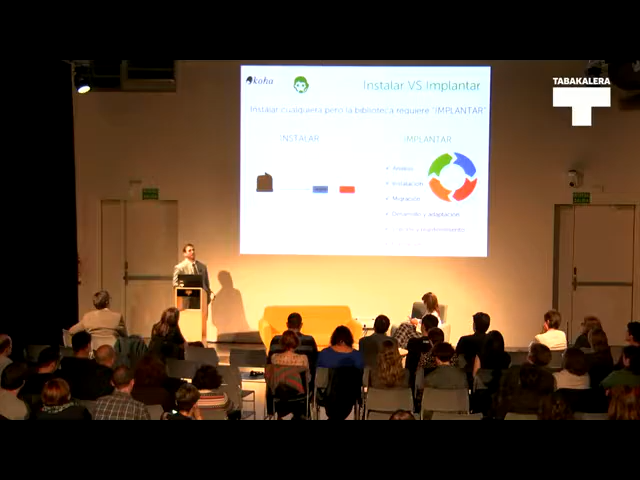 koha
Instalar VS Implantar
TABAKALERA
T
Instalar cualquiera pero la biblioteca requiere "IMPLANTAR"
INSTALAR
IMPLANTAR
Análisis
Instalación
Migración
Desarrollo y adaptación